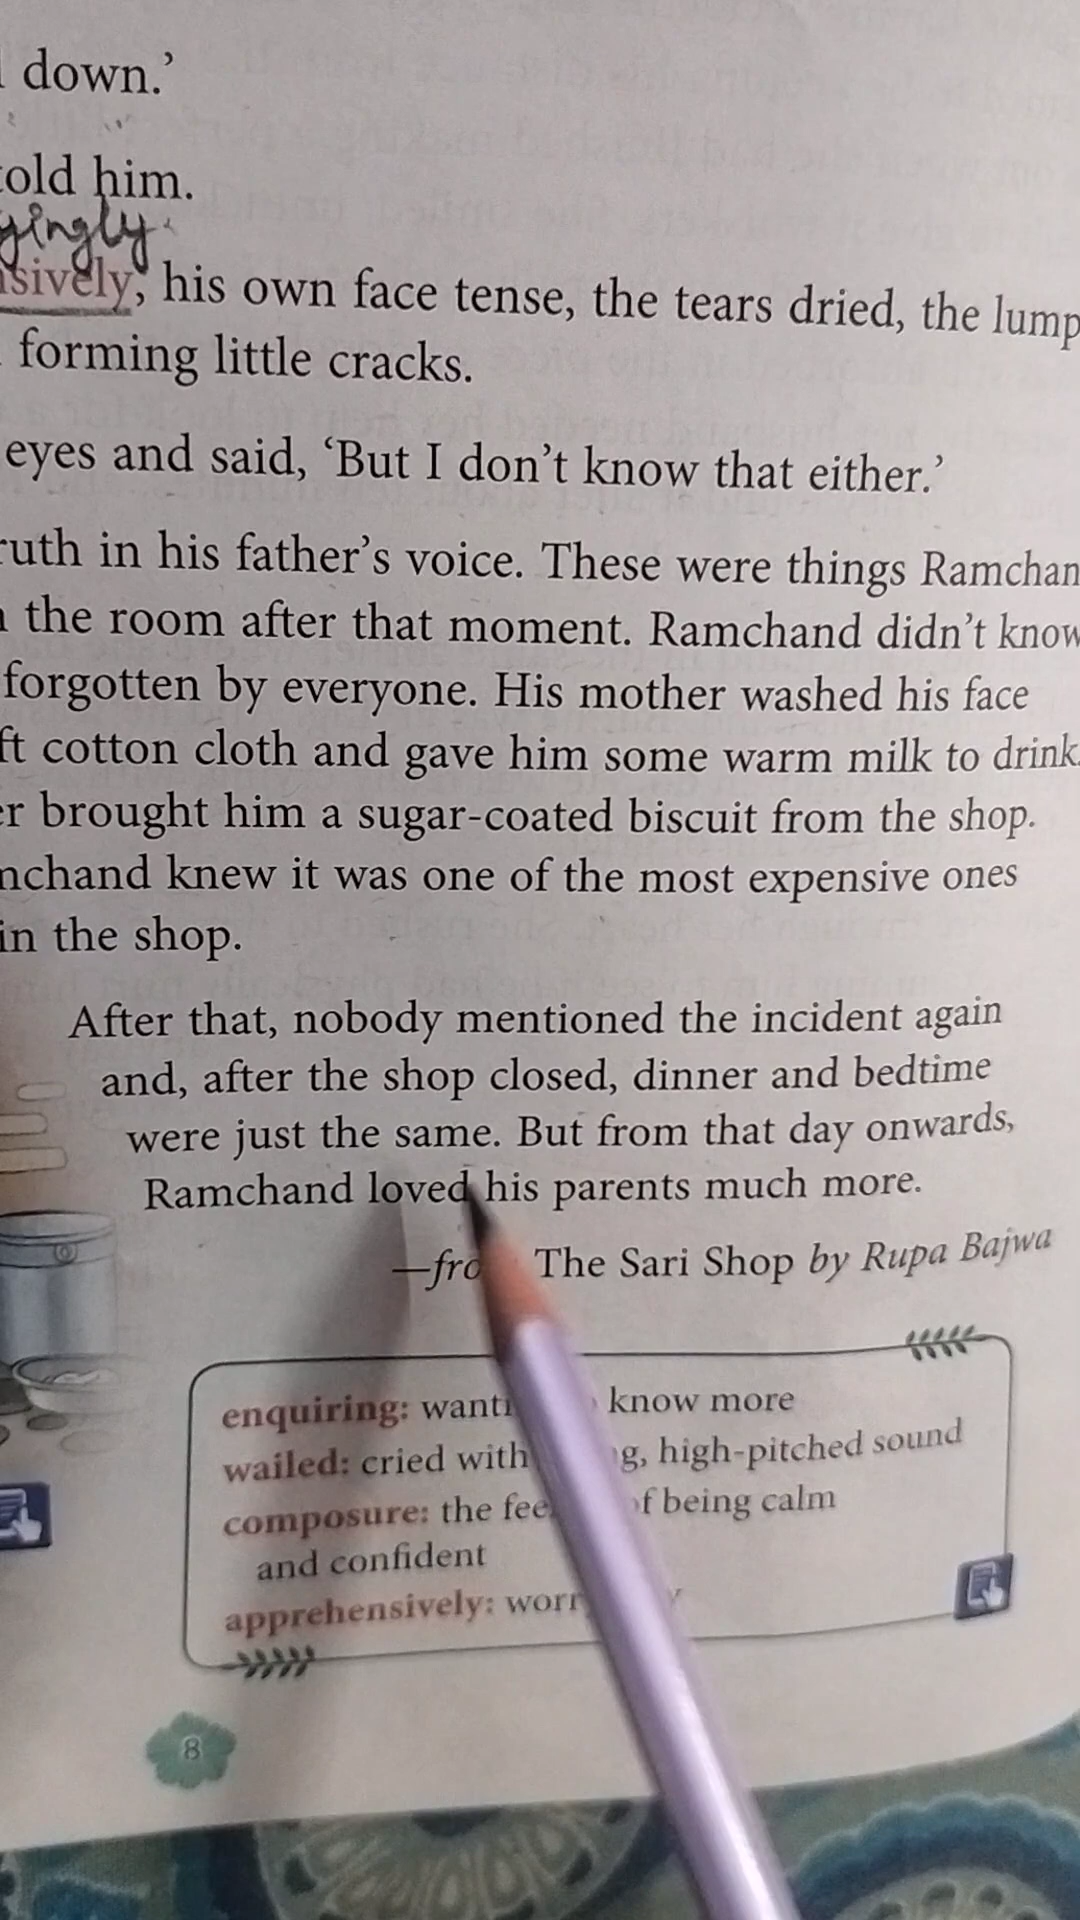 down.’
told him.
yingly
sively, his own face tense, the tears dried, the lump
forming little cracks.
eyes and said, ‘But I don’t know that either.’
ruth in his father’s voice. These were things Ramchan
the room after that moment. Ramchand didn’t know
forgotten by everyone. His mother washed his face
ft cotton cloth and gave him some warm milk to drink.
er brought him a sugar-coated biscuit from the shop.
mchand knew it was one of the most expensive ones
in the shop.
After that, nobody mentioned the incident again
and, after the shop closed, dinner and bedtime
were just the same. But from that day onwards,
Ramchand loved his parents much more.
—fro The Sari Shop by Rupa Bajwa
enquiring: wanti know more
wailed: cried with g, high-pitched sound
composure: the fee of being calm
and confident
apprehensively: worr
8